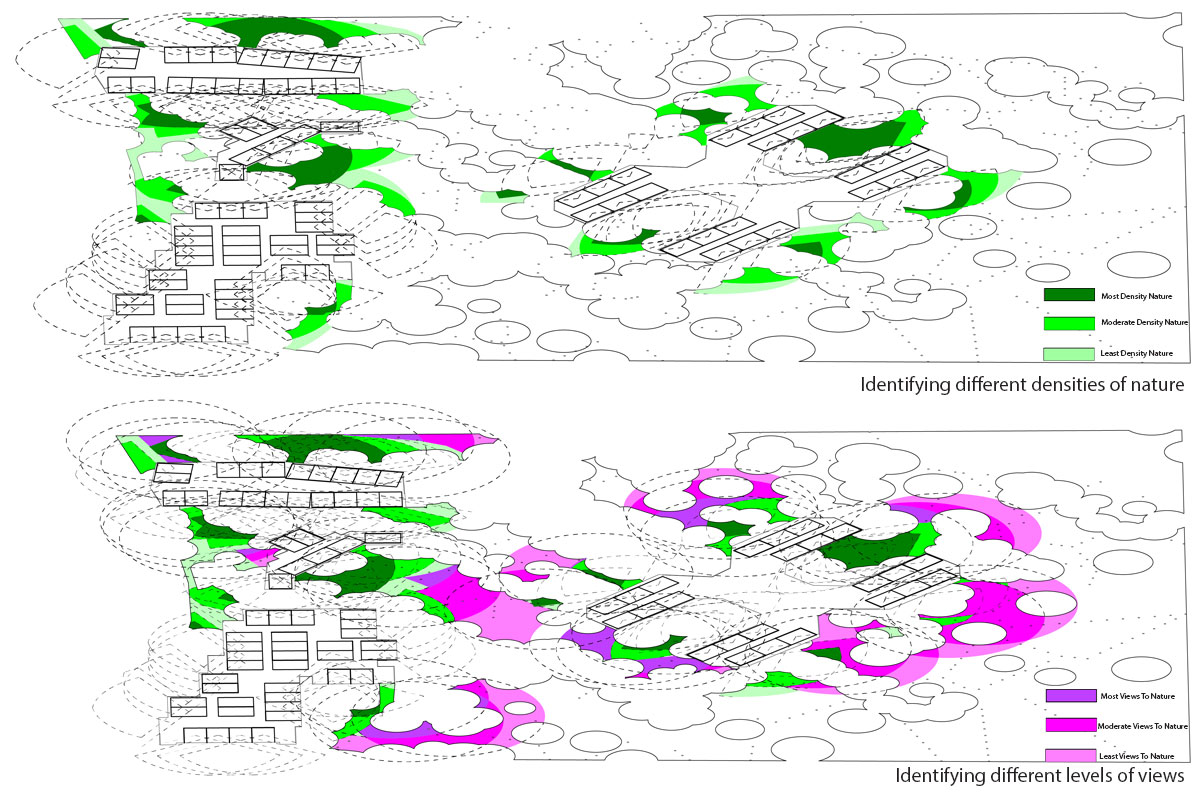 Most Density Nature
Moderate Density Nature
Least Density Nature
Identifying different densities of nature
Most Views To Nature
Moderate Views To Nature
Least Views To Nature
Identifying different levels of views